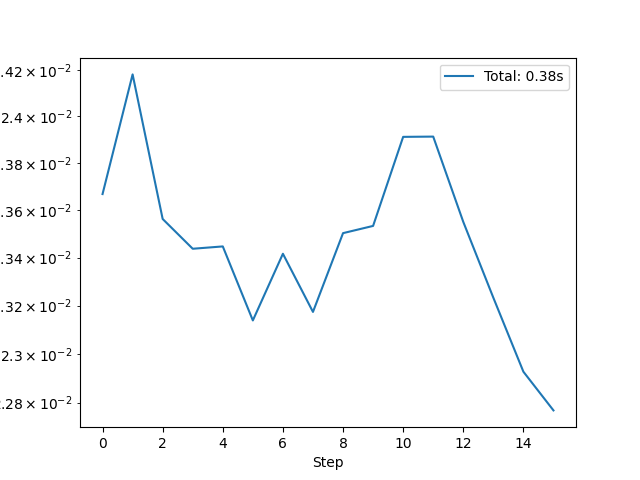 Total: 0.38s
.42 × 10⁻²
2.4 × 10⁻²
.38 × 10⁻²
.36 × 10⁻²
.34 × 10⁻²
.32 × 10⁻²
2.3 × 10⁻²
2.28 × 10⁻²
0 2 4 6 8 10 12 14
Step